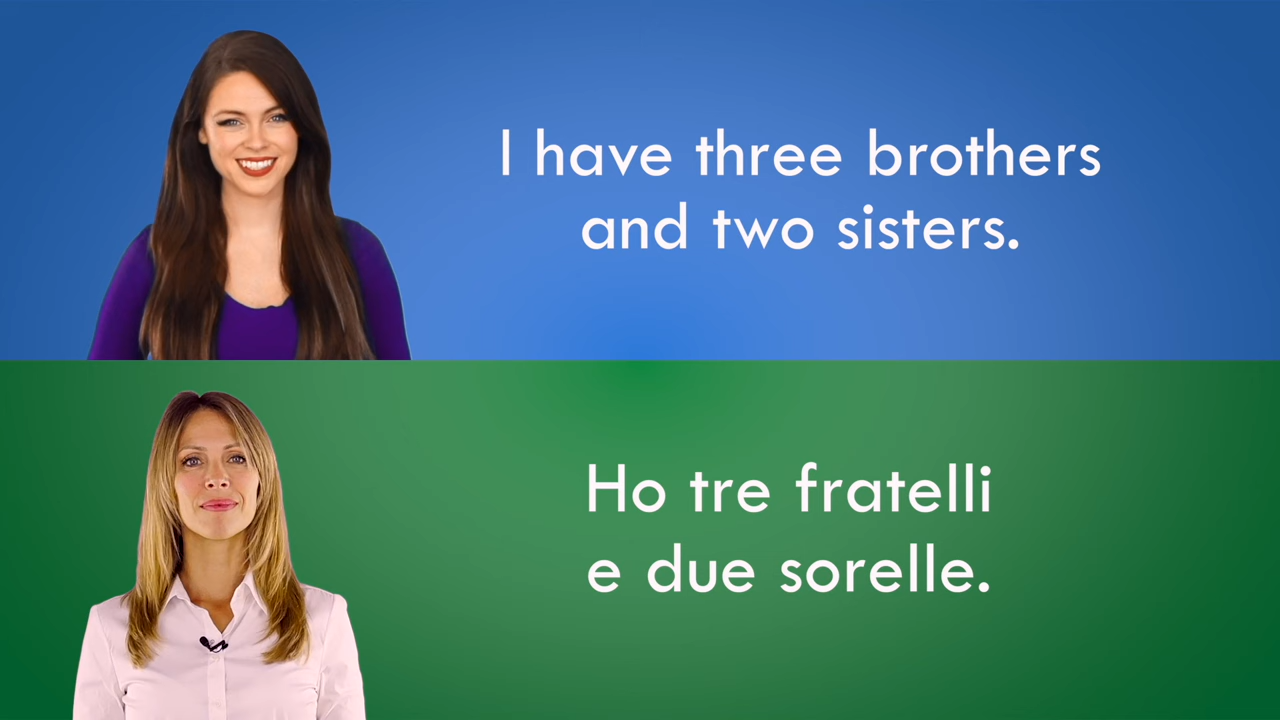 I have three brothers
and two sisters.
Ho tre fratelli
e due sorelle.